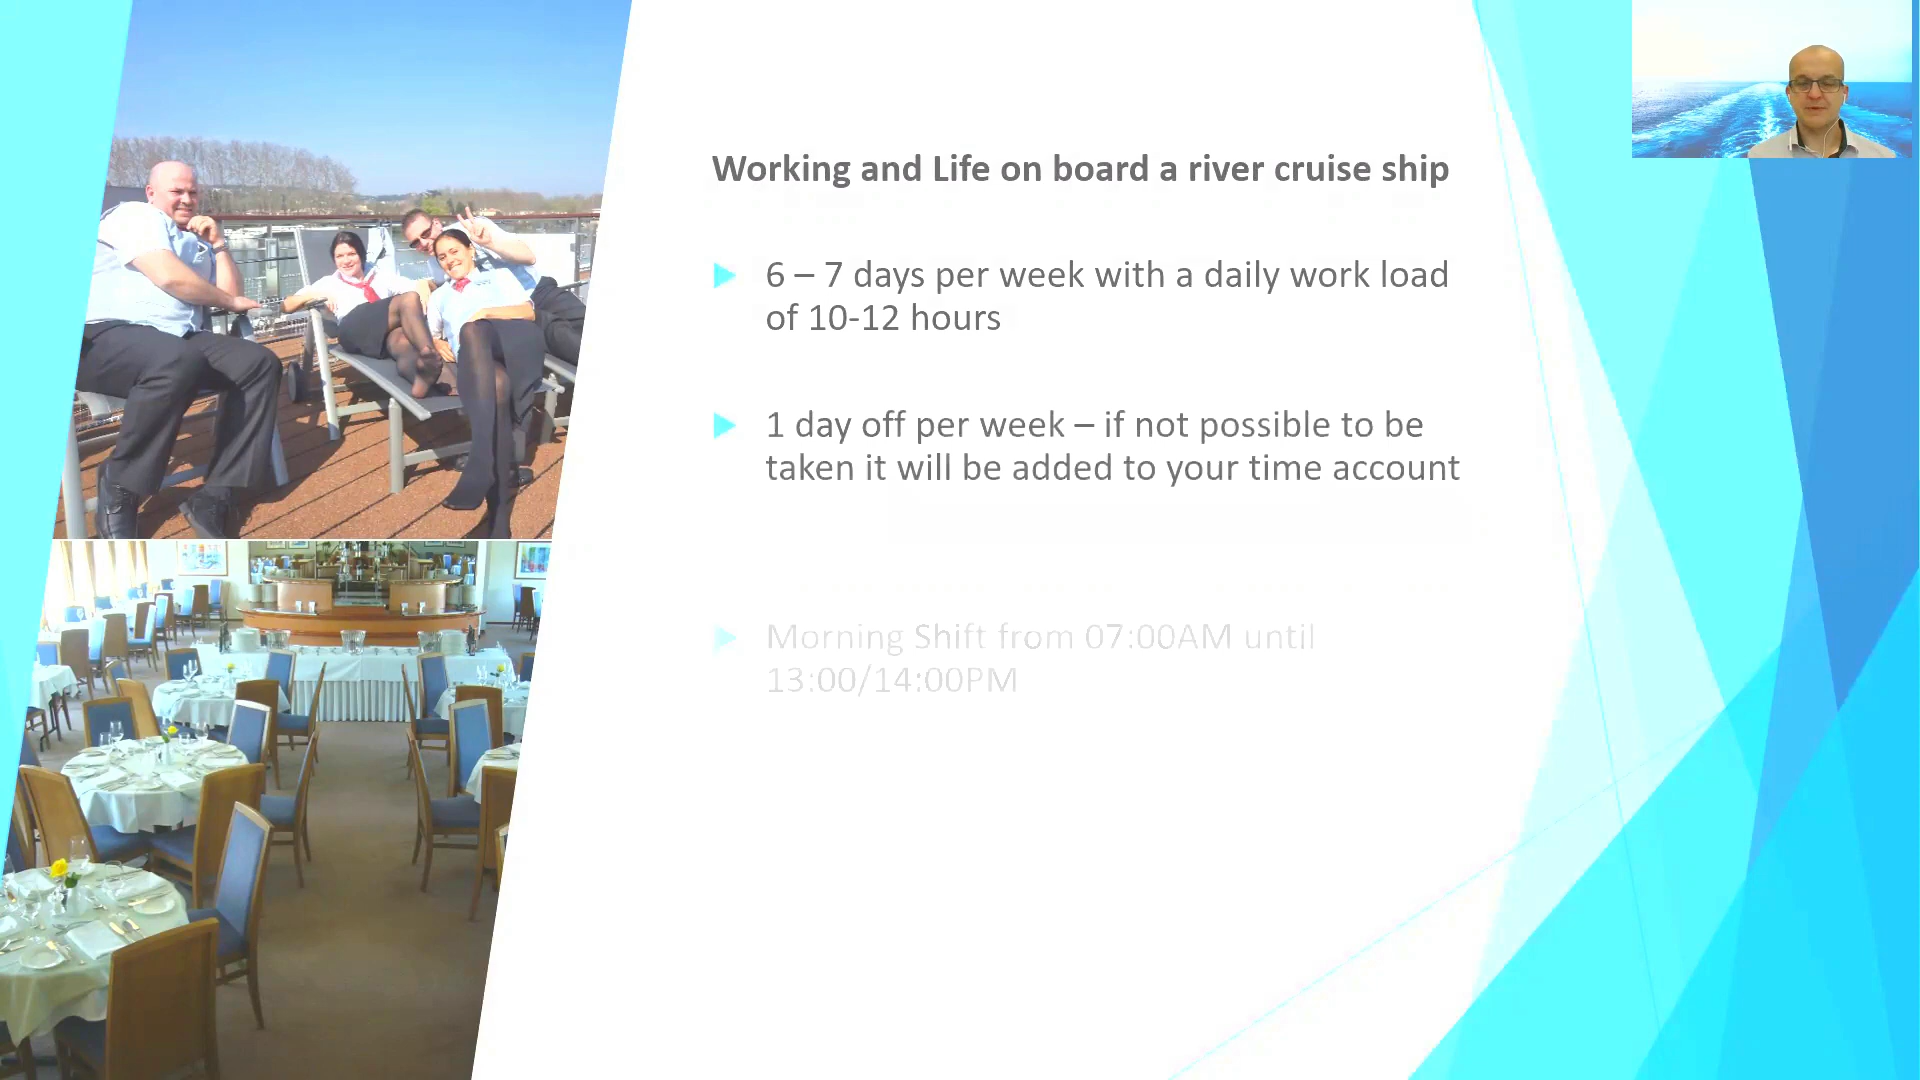 Working and Life on board a river cruise ship
6 – 7 days per week with a daily work load
of 10-12 hours
1 day off per week – if not possible to be
taken it will be added to your time account
Morning Shift from 07:00AM until
13:00/14:00PM